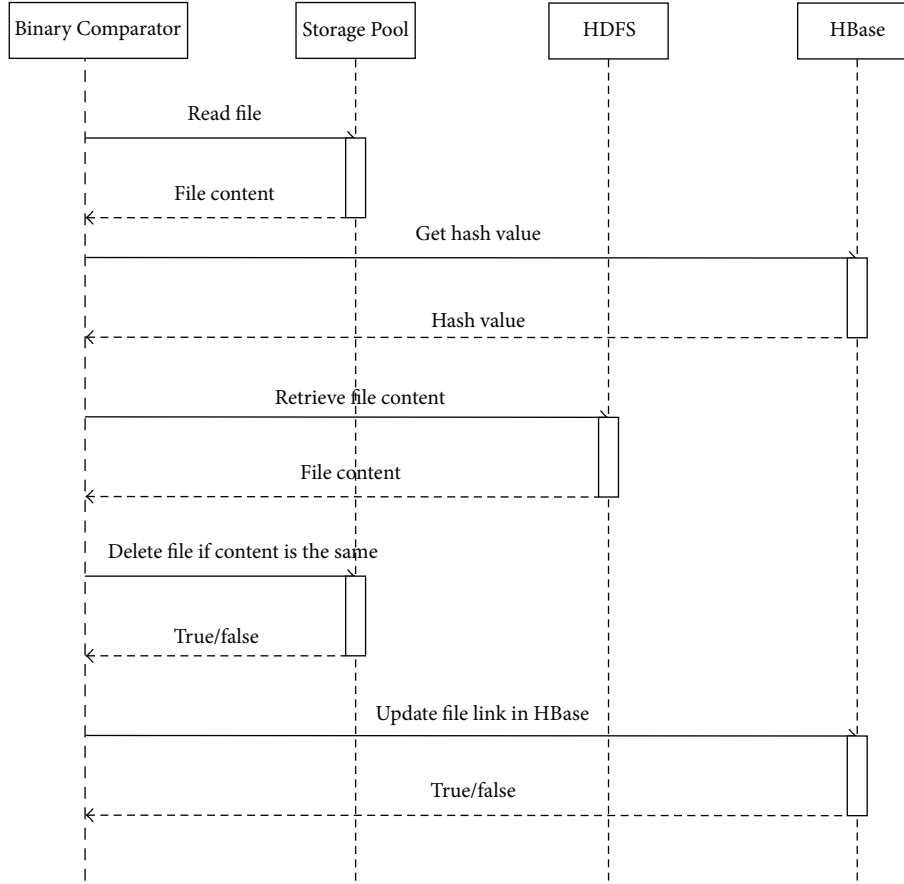 Binary Comparator
Storage Pool
HDFS
HBase
Read file
File content
Get hash value
Hash value
Retrieve file content
File content
Delete file if content is the same
True/false
Update file link in HBase
True/false